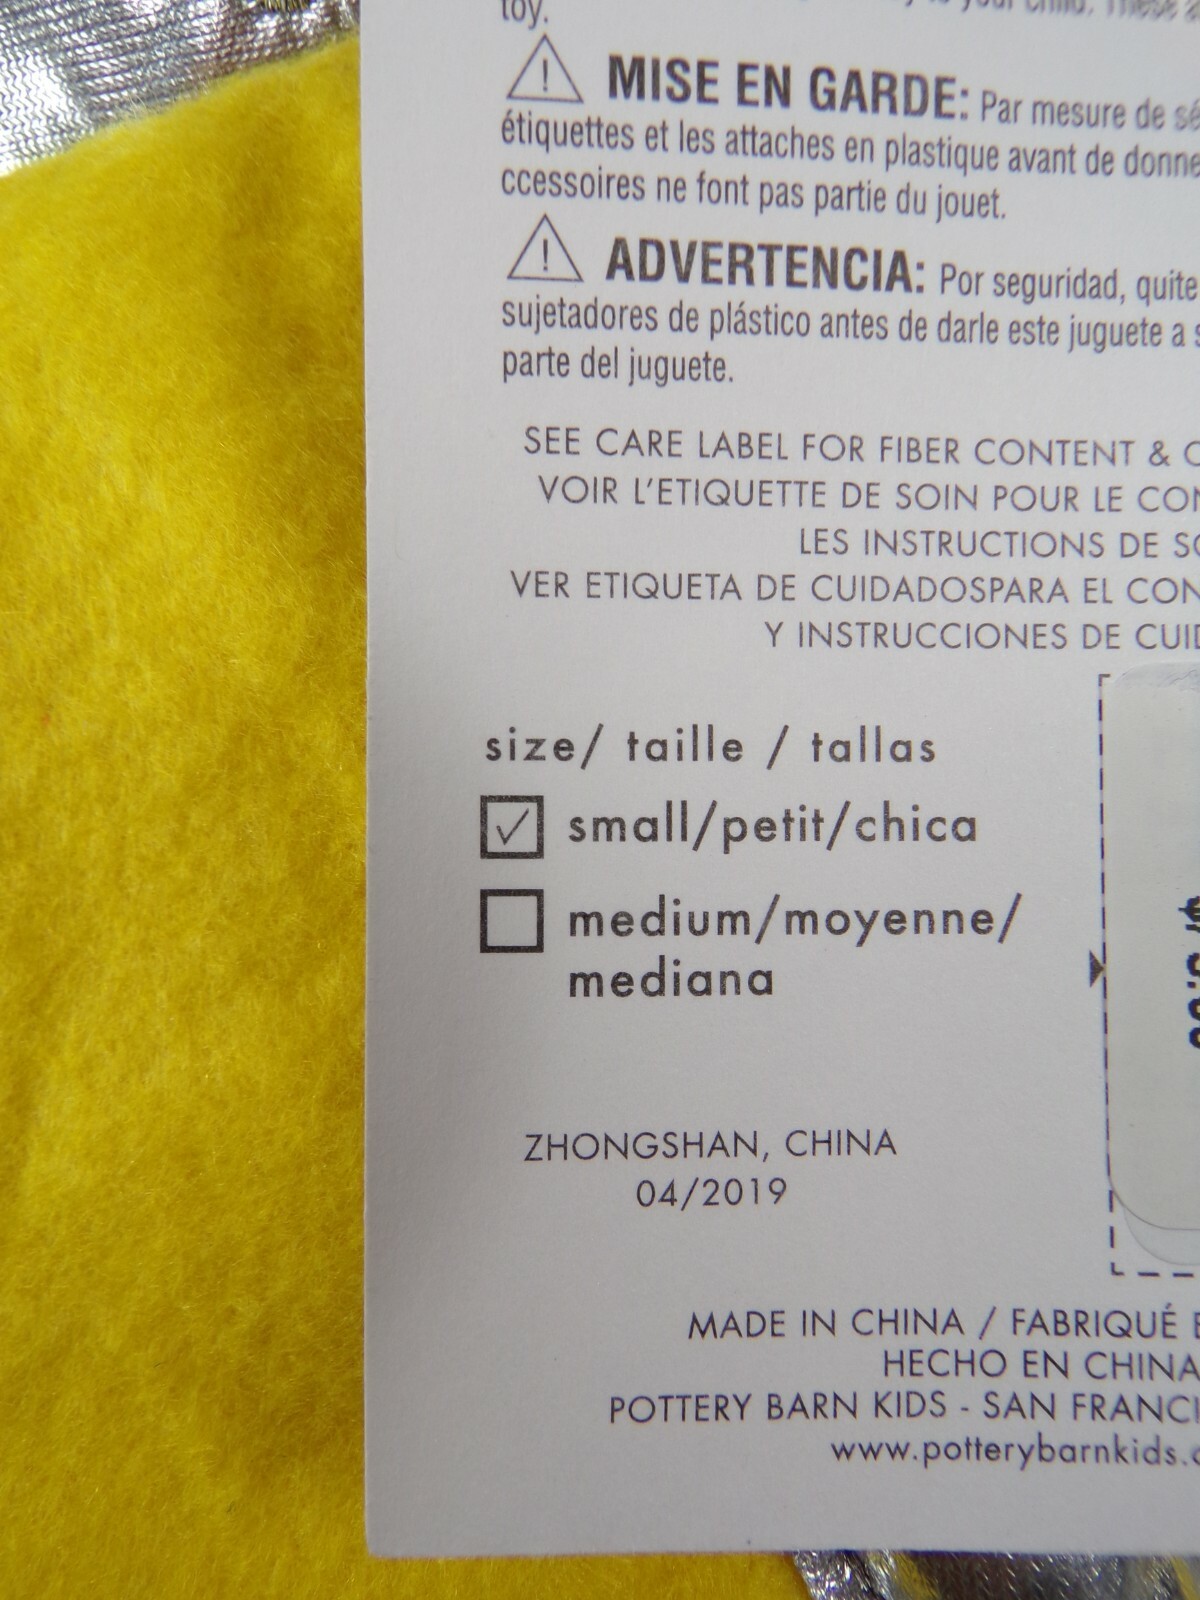 toy.
MISE EN GARDE: Par mesure de
étiquettes et les attaches en plastique avant de
ccessoires ne font pas partie du jouet.
ADVERTENCIA: Por seguridad, quite
sujetadores de plástico antes de darle este juguete a
parte del juguete.
SEE CARE LABEL FOR FIBER CONTENT &
VOIR L'ETIQUETTE DE SOIN POUR LE
LES INSTRUCTIONS DE
VER ETIQUETA DE CUIDADOSPARA EL
Y INSTRUCCIONES DE
size/ taille / tallas
small/petit/chica
medium/moyenne/
mediana
ZHONGSHAN, CHINA
04/2019
MADE IN CHINA / FABRIQUÉ
HECHO EN CHINA
POTTERY BARN KIDS - SAN
www.potterybarnkids.